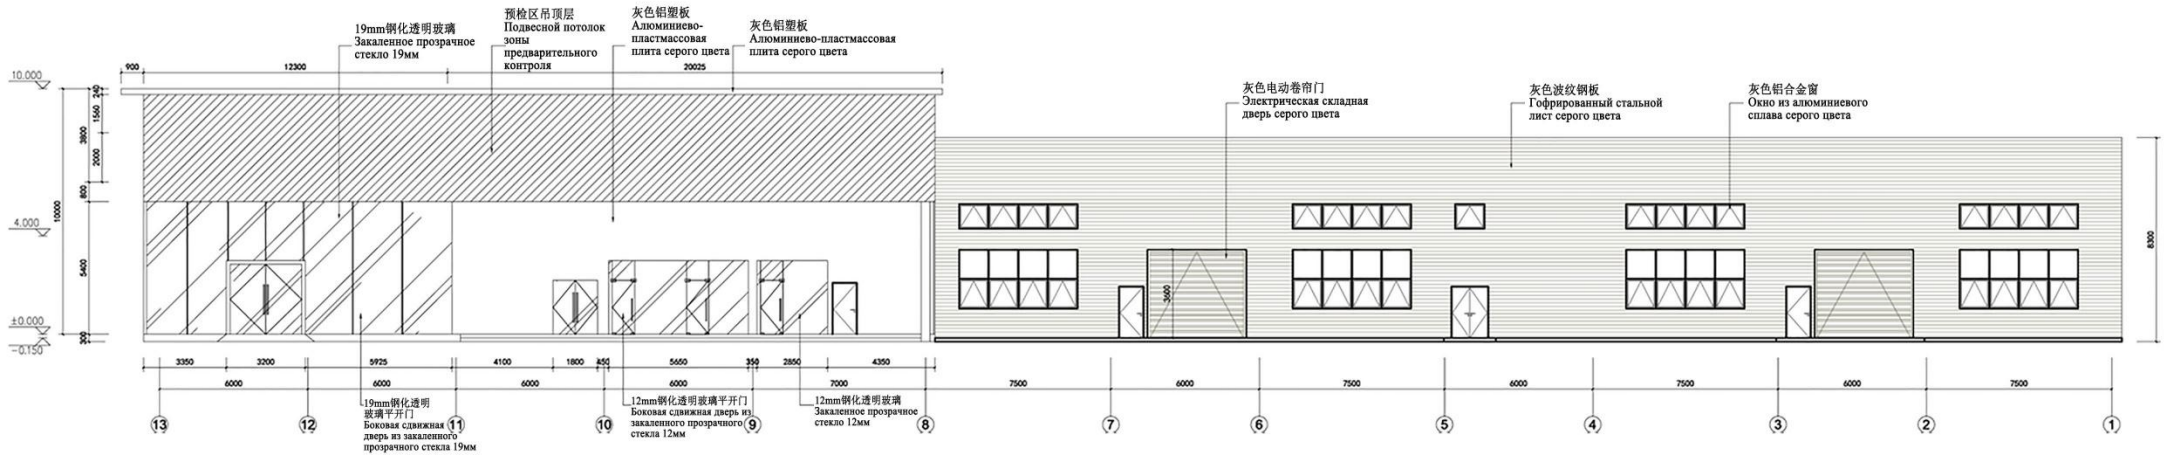 19mm钢化透明玻璃
Закаленное прозрачное
стекло 19мм
预检区吊顶层
Подвесной потолок
зоны
предварительного
контроля
灰色铝塑板
Алюминиево-
пластмассовая
плита серого цвета
灰色铝塑板
Алюминиево-пластмассовая
плита серого цвета
灰色电动卷帘门
Электрическая складная
дверь серого цвета
灰色波纹钢板
Гофрированный стальной
лист серого цвета
灰色铝合金窗
Окно из алюминиевого
сплава серого цвета
900 12300 20025
10.000
4.000
±0.000
-0.150
10000
240
1560
3800
2000
800
5400
300
3600
8300
3350 3200 5925 4100 1800 450 5650 350 2850 4350
6000 6000 6000 6000 7000 7500 6000 7500 6000 7500 6000 7500
19mm钢化透明
玻璃平开门
Боковая сдвижная
дверь из закаленного
прозрачного стекла 19мм
12mm钢化透明玻璃平开门
Боковая сдвижная дверь из
закаленного прозрачного
стекла 12мм
12mm钢化透明玻璃
Закаленное прозрачное
стекло 12мм
13 12 11 10 9 8 7 6 5 4 3 2 1